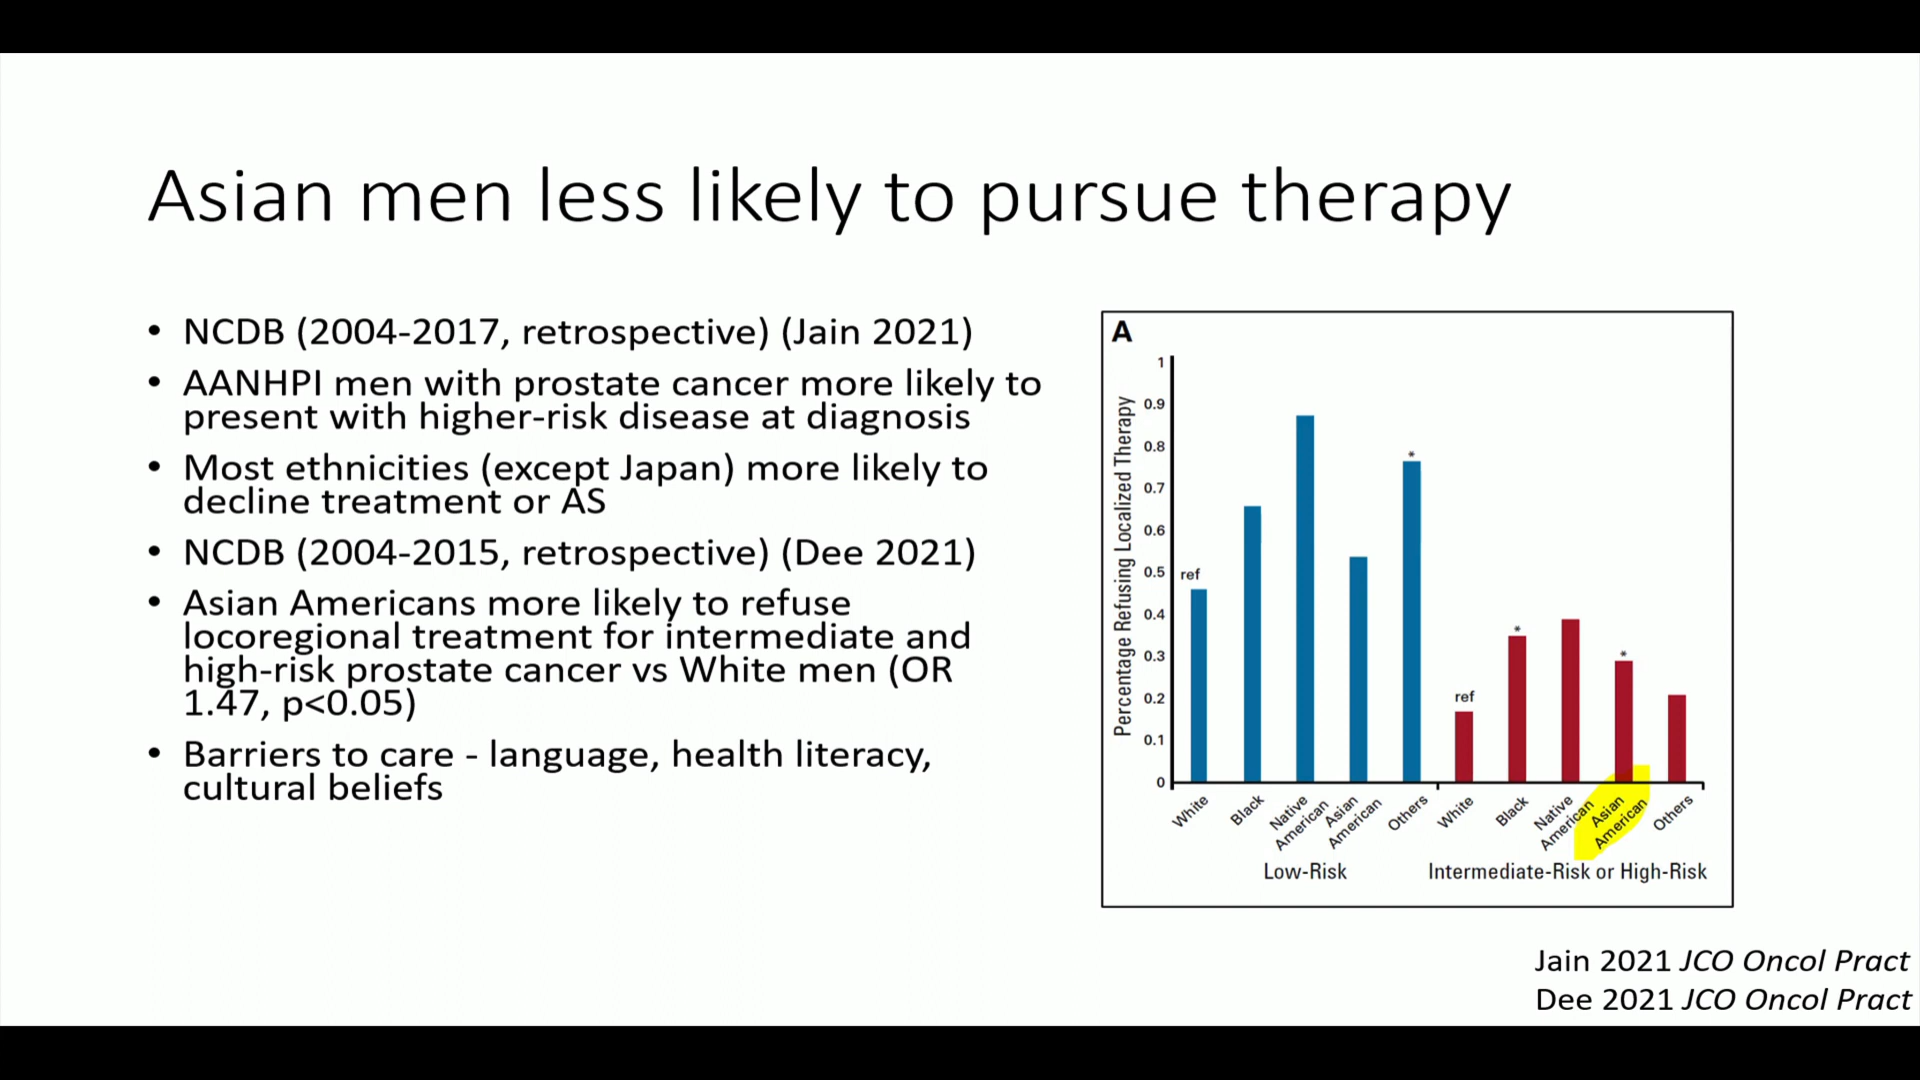 Asian men less likely to pursue therapy
• NCDB (2004-2017, retrospective) (Jain 2021)
• AANHPI men with prostate cancer more likely to
present with higher-risk disease at diagnosis
• Most ethnicities (except Japan) more likely to
decline treatment or AS
• NCDB (2004-2015, retrospective) (Dee 2021)
• Asian Americans more likely to refuse
locoregional treatment for intermediate and
high-risk prostate cancer vs White men (OR
1.47, p<0.05)
• Barriers to care - language, health literacy,
cultural beliefs
A
Percentage Refusing Localized Therapy
1
0.9
0.8
0.7
0.6
0.5
0.4
0.3
0.2
0.1
0
ref
*
ref
*
*
White
Black
Native
American
Asian
American
Others
White
Black
Native
American
Asian
American
Others
Low-Risk
Intermediate-Risk or High-Risk
Jain 2021 JCO Oncol Pract
Dee 2021 JCO Oncol Pract